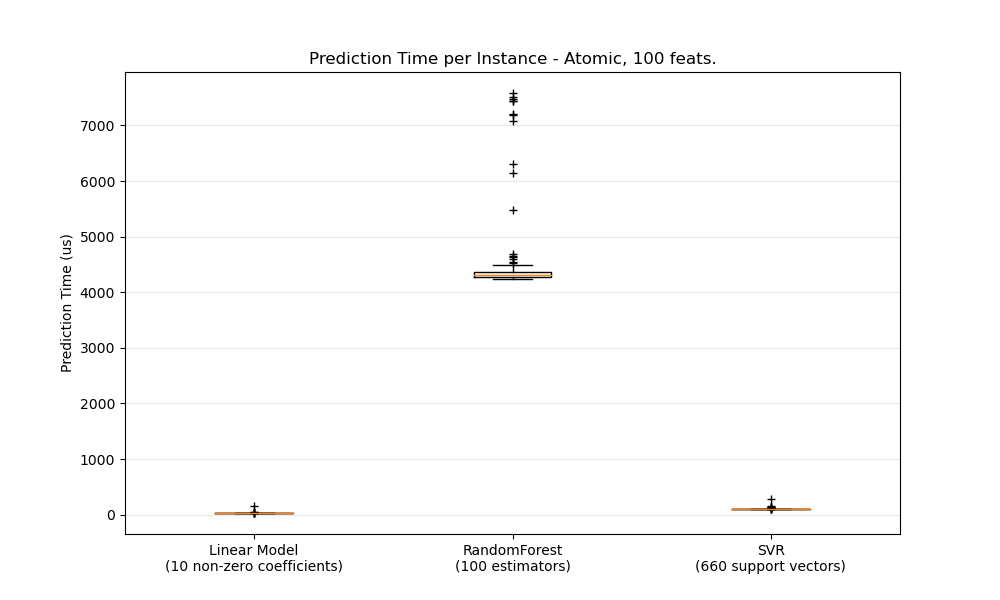 Prediction Time per Instance - Atomic, 100 feats.
Prediction Time (us)
7000
6000
5000
4000
3000
2000
1000
0
Linear Model
(10 non-zero coefficients)
RandomForest
(100 estimators)
SVR
(660 support vectors)